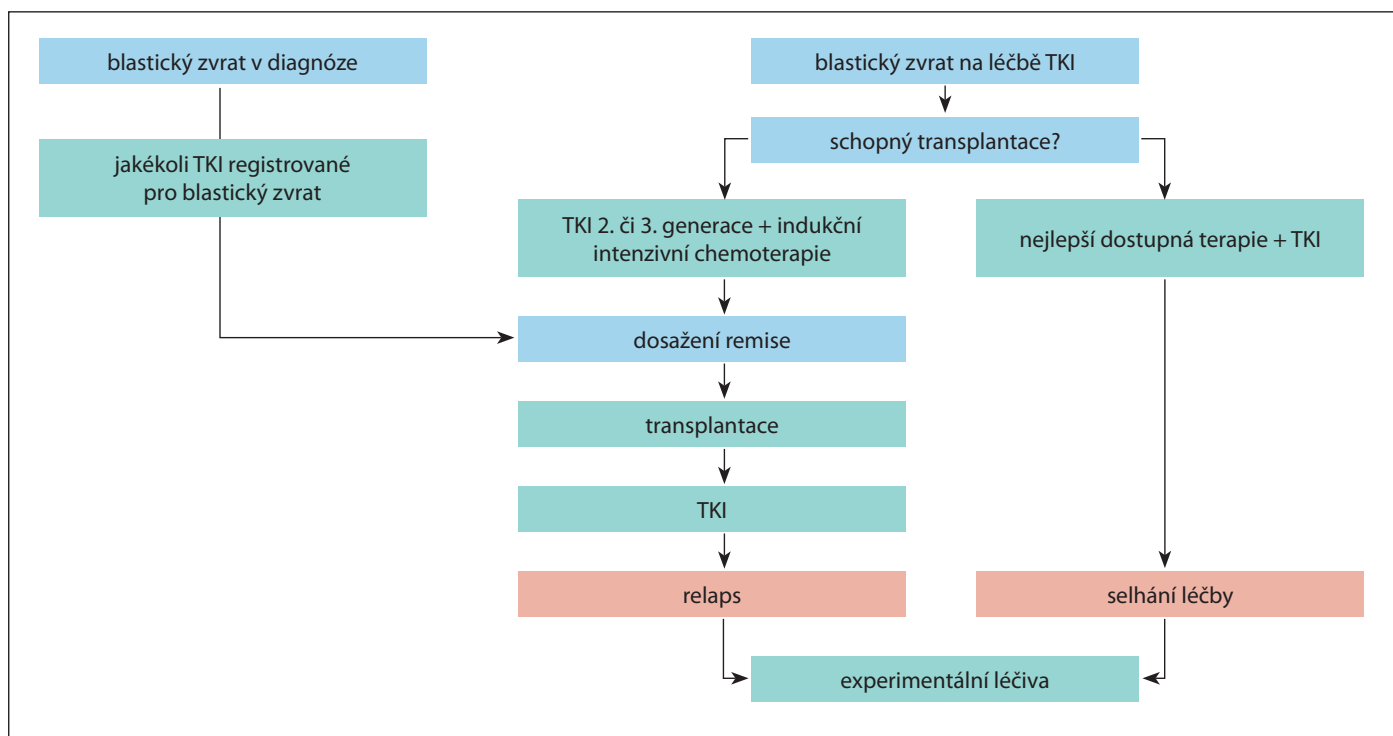 blastický zvrat v diagnóze
blastický zvrat na léčbě TKI
jakékoli TKI registrované
pro blastický zvrat
schopný transplantace?
TKI 2. či 3. generace + indukční
intenzivní chemoterapie
nejlepší dostupná terapie + TKI
dosažení remise
transplantace
TKI
relaps
selhání léčby
experimentální léčiva